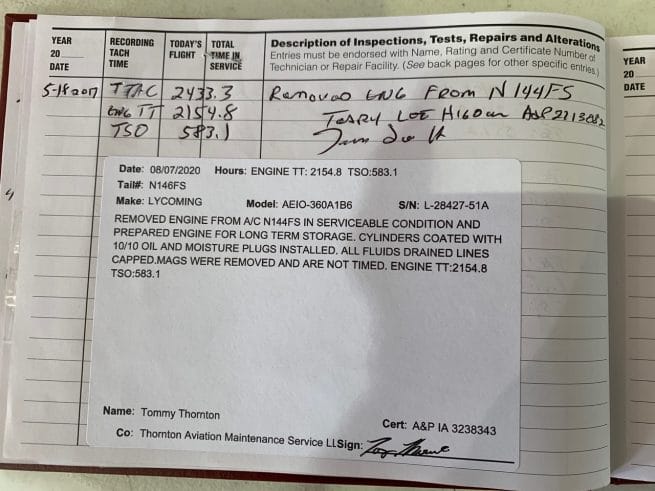 YEAR
20
DATE
RECORDING
TACH
TIME
TODAY'S
FLIGHT
TOTAL
TIME IN
SERVICE
Description of Inspections, Tests, Repairs and Alterations
Entries must be endorsed with Name, Rating and Certificate Number of
Technician or Repair Facility. (See back pages for other specific entries.)
5-18 2017 TTAC 2433.3 Removed ENG From N144FS
ENG TT 2154.8 Terry LEE A&P
TSO 583.1
Date: 08/07/2020 Hours: ENGINE TT: 2154.8 TSO:583.1
Tail#: N146FS
Make: LYCOMING Model: AEIO-360A1B6 S/N: L-28427-51A
REMOVED ENGINE FROM A/C N144FS IN SERVICEABLE CONDITION AND
PREPARED ENGINE FOR LONG TERM STORAGE. CYLINDERS COATED WITH
10/10 OIL AND MOISTURE PLUGS INSTALLED. ALL FLUIDS DRAINED LINES
CAPPED.MAGS WERE REMOVED AND ARE NOT TIMED. ENGINE TT:2154.8
TSO:583.1
Name: Tommy Thornton Cert: A&P IA 3238343
Co: Thornton Aviation Maintenance Service LLSign:
YEAR
20
DATE